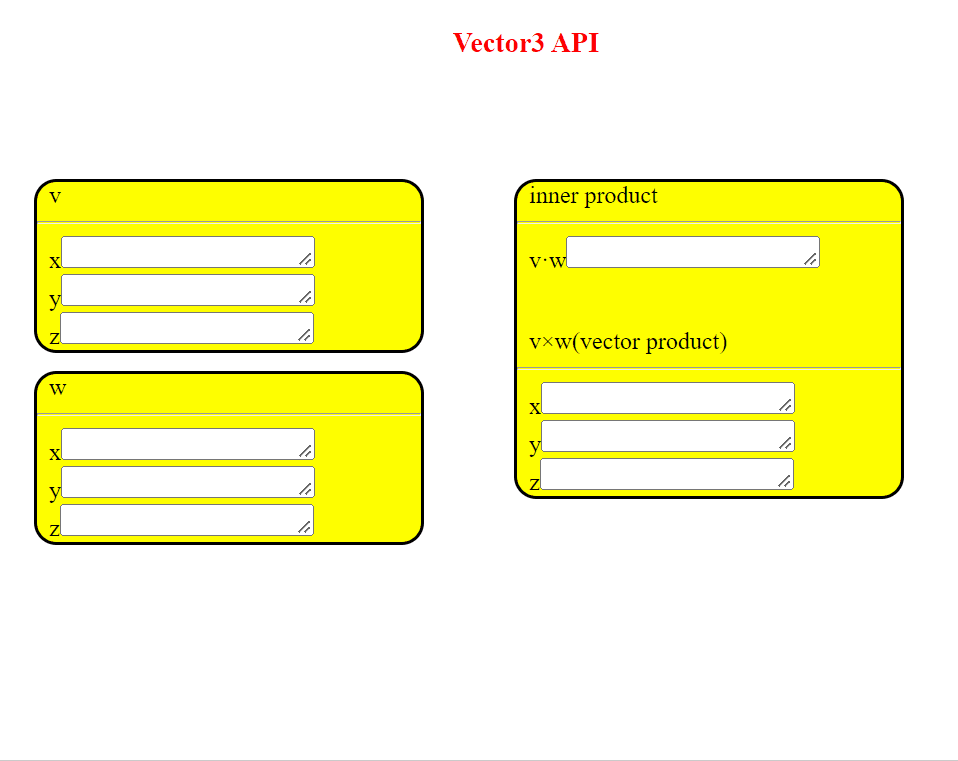 Vector3 API
v
x
y
z
w
x
y
z
inner product
v·w
v×w(vector product)
x
y
z